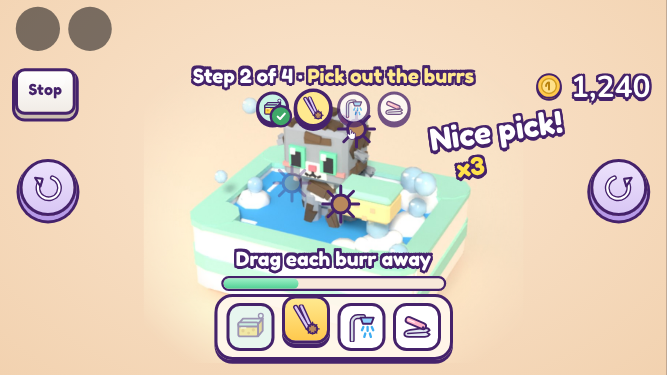 Step 2 of 4 · Pick out the burrs
Stop
1,240
Nice pick!
x3
Drag each burr away